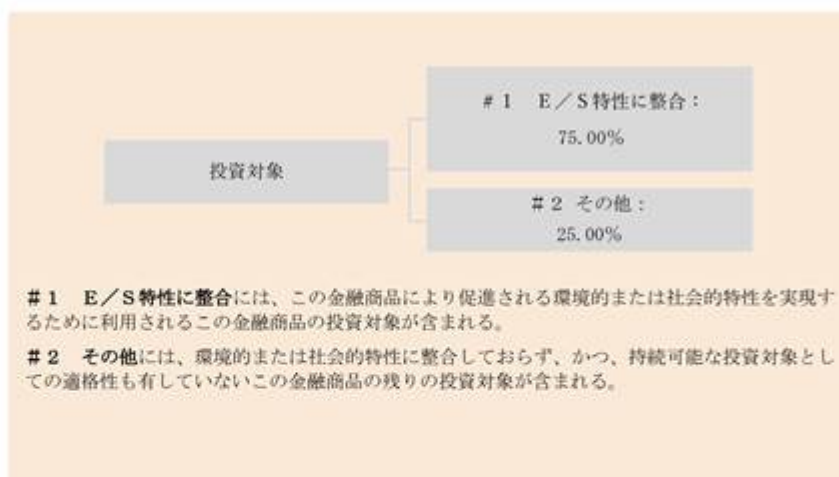 #1　E/S特性に整合:
75.00%
投資対象
#2 その他:
25.00%
#1　E/S特性に整合には、この金融商品により促進される環境的または社会的特性を実現す
るために利用されるこの金融商品の投資対象が含まれる。
#2　その他には、環境的または社会的特性に整合しておらず、かつ、持続可能な投資対象とし
ての適格性も有していないこの金融商品の残りの投資対象が含まれる。